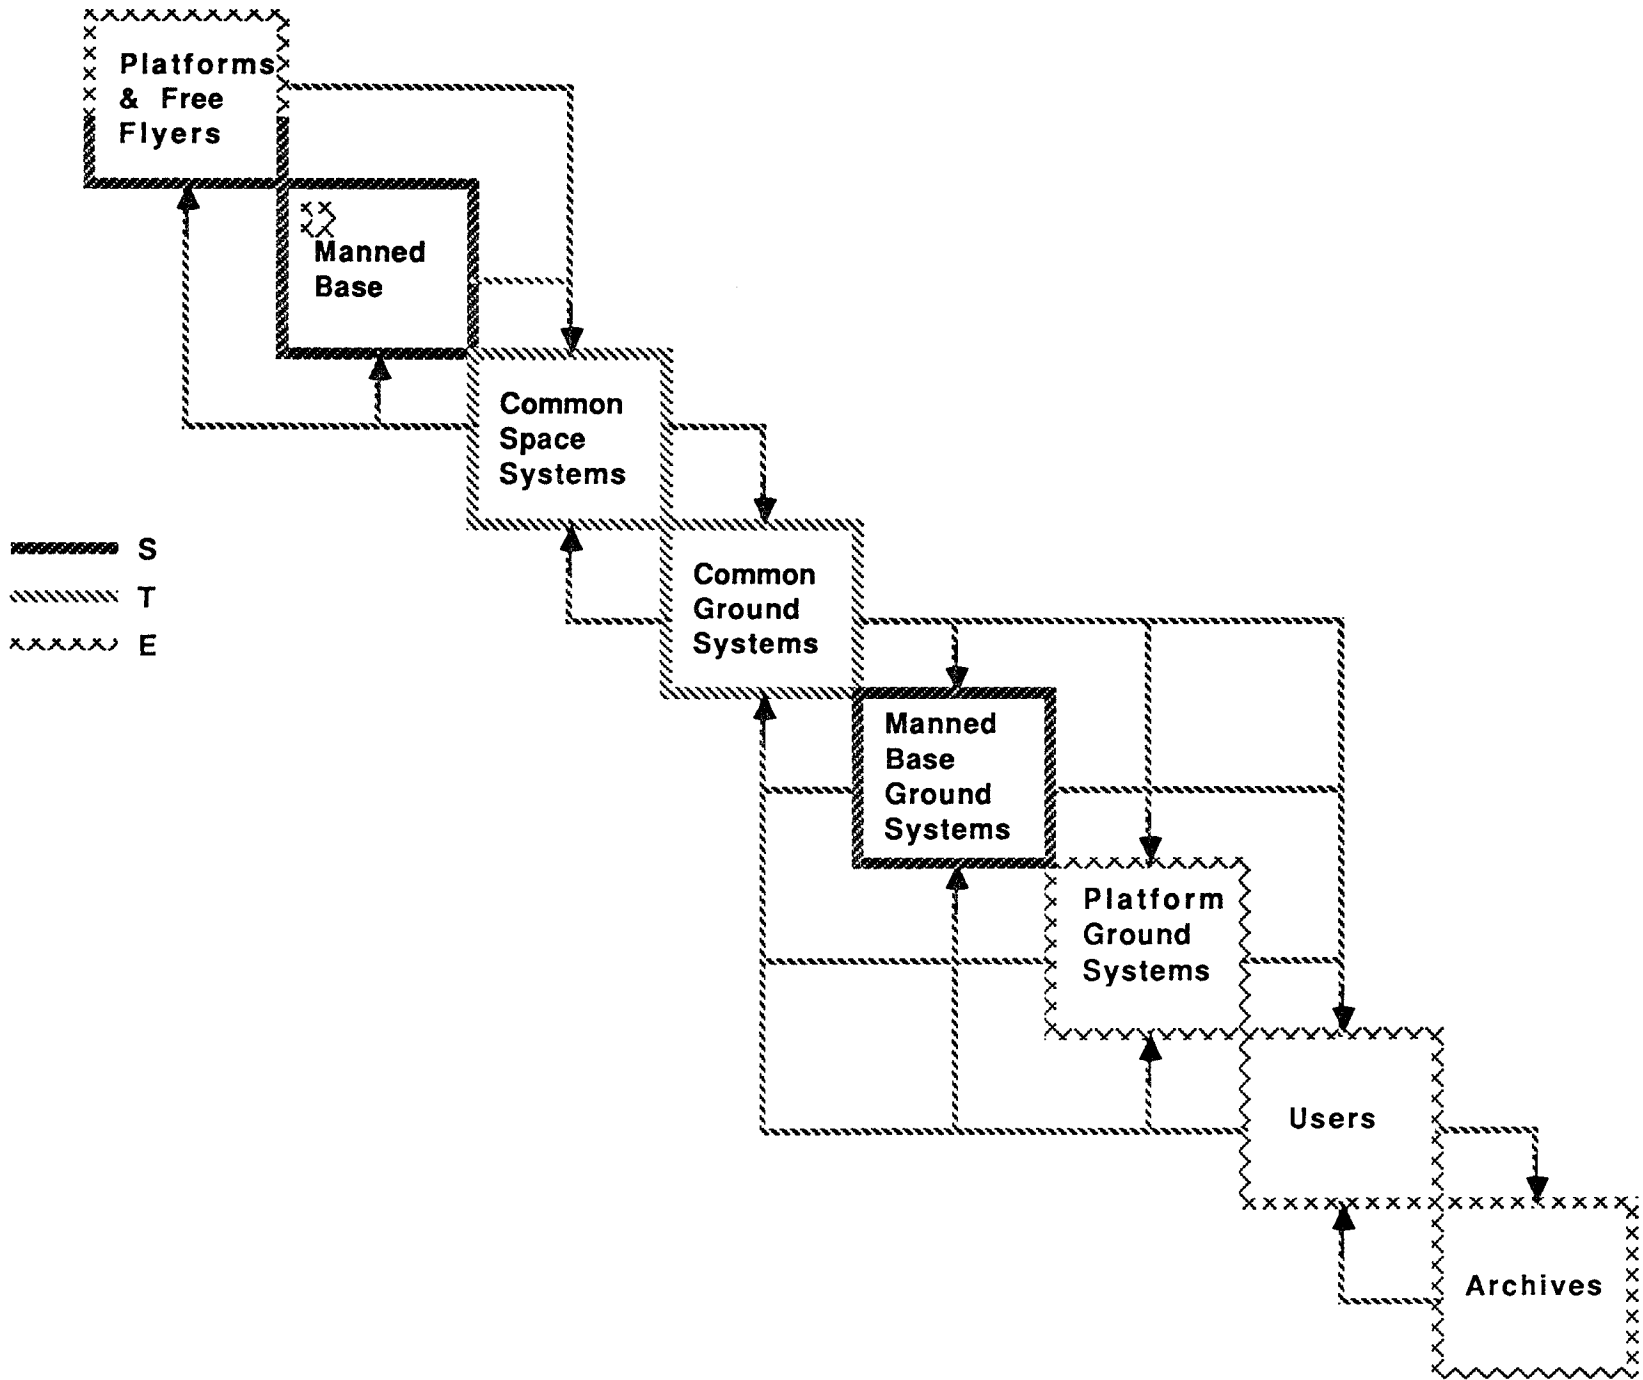 Platforms
& Free
Flyers
Manned
Base
Common
Space
Systems
S
T
E
Common
Ground
Systems
Manned
Base
Ground
Systems
Platform
Ground
Systems
Users
Archives